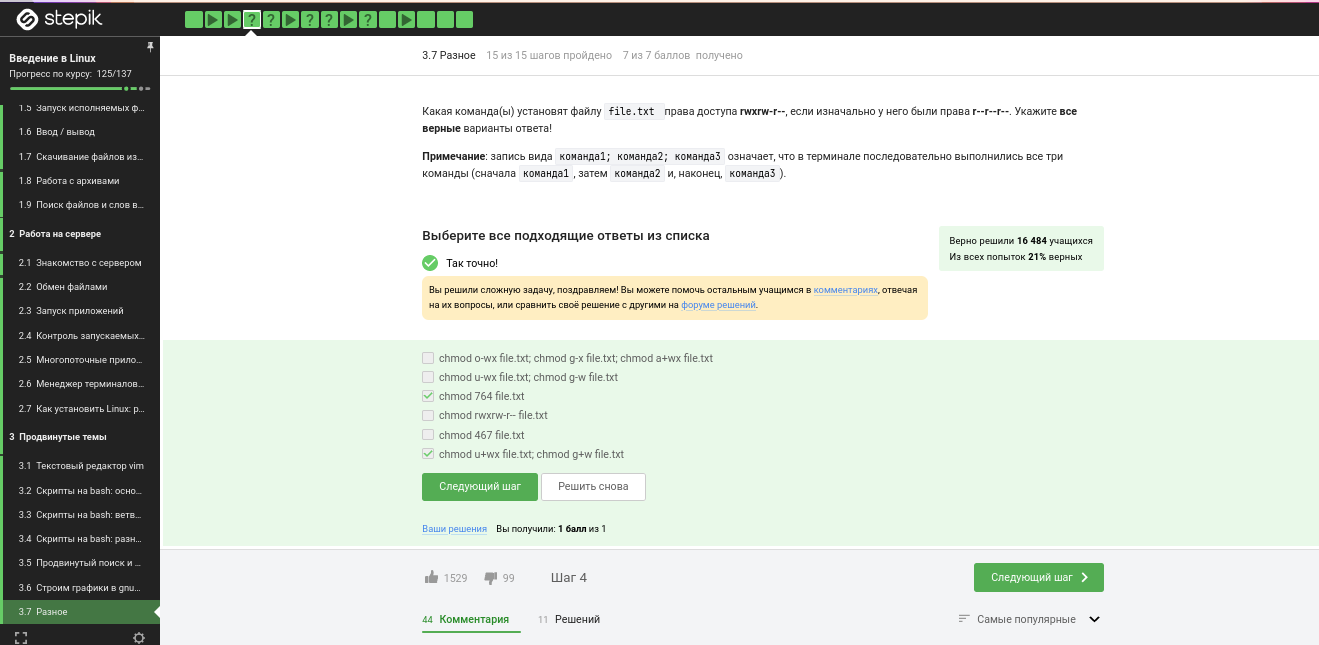 stepik
? ? ? ? ? ?
Введение в Linux
Прогресс по курсу: 125/137
1.5 Запуск исполняемых ф...
1.6 Ввод / вывод
1.7 Скачивание файлов из...
1.8 Работа с архивами
1.9 Поиск файлов и слов в...
2 Работа на сервере
2.1 Знакомство с сервером
2.2 Обмен файлами
2.3 Запуск приложений
2.4 Контроль запускаемых...
2.5 Многопоточные прило...
2.6 Менеджер терминалов...
2.7 Как установить Linux: р...
3 Продвинутые темы
3.1 Текстовый редактор vim
3.2 Скрипты на bash: осно...
3.3 Скрипты на bash: ветв...
3.4 Скрипты на bash: разн...
3.5 Продвинутый поиск и ...
3.6 Строим графики в gnu...
3.7 Разное
3.7 Разное 15 из 15 шагов пройдено 7 из 7 баллов получено
Какая команда(ы) установят файлу file.txt права доступа rwxrw-r--, если изначально у него были права r--r--r--. Укажите все
верные варианты ответа!
Примечание: запись вида команда1; команда2; команда3 означает, что в терминале последовательно выполнились все три
команды (сначала команда1, затем команда2 и, наконец, команда3).
Выберите все подходящие ответы из списка
Верно решили 16 484 учащихся
Из всех попыток 21% верных
Так точно!
Вы решили сложную задачу, поздравляем! Вы можете помочь остальным учащимся в комментариях, отвечая
на их вопросы, или сравнить своё решение с другими на форуме решений.
chmod o-wx file.txt; chmod g-x file.txt; chmod a+wx file.txt
chmod u-wx file.txt; chmod g-w file.txt
chmod 764 file.txt
chmod rwxrw-r-- file.txt
chmod 467 file.txt
chmod u+wx file.txt; chmod g+w file.txt
Следующий шаг Решить снова
Ваши решения Вы получили: 1 балл из 1
1529 99 Шаг 4 Следующий шаг
44 Комментария 11 Решений Самые популярные